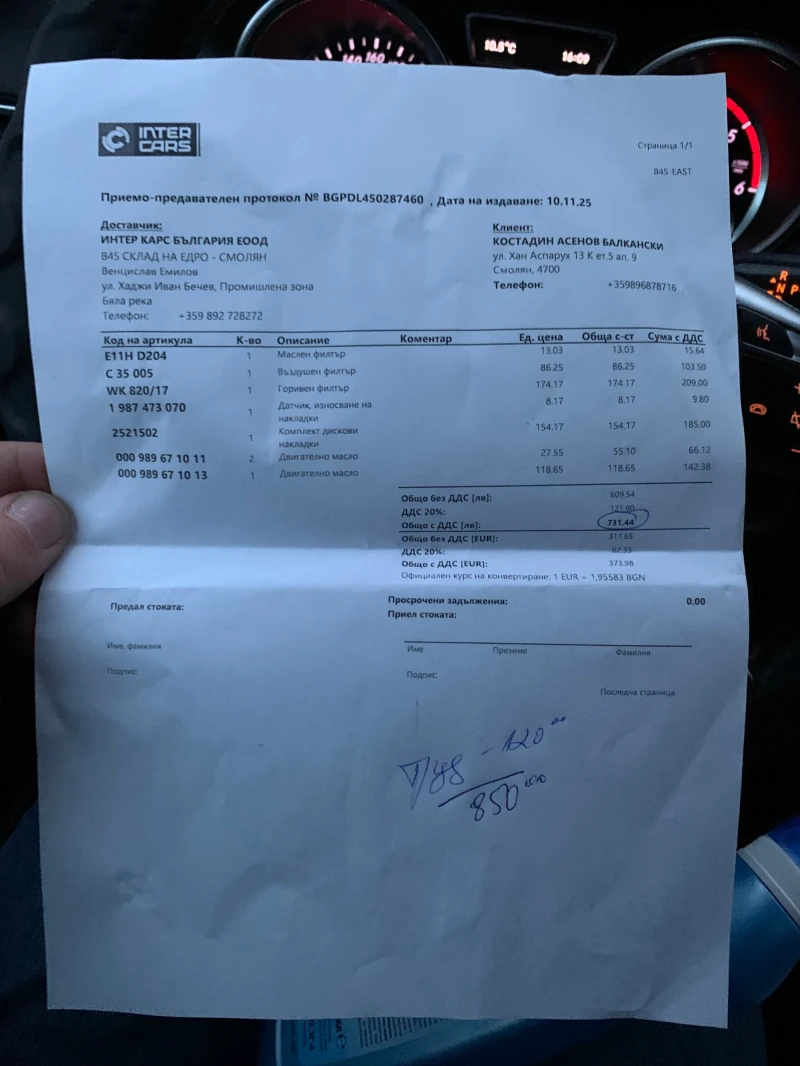 10.5°C 16:09
140 160
INTER CARS
Страница 1/1
B45-EAST
Приемо-предавателен протокол № BGPDL450287460 , Дата на издаване: 10.11.25
Доставчик:
ИНТЕР КАРС БЪЛГАРИЯ ЕООД
B45 СКЛАД НА ЕДРО - СМОЛЯН
Венцислав Емилов
ул. Хаджи Иван Бечев, Промишлена зона
Бяла река
Телефон: +359 892 728272
Клиент:
КОСТАДИН АСЕНОВ БАЛКАНСКИ
ул. Хан Аспарух 13 К ет.5 ап. 9
Смолян, 4700
Телефон: +359896878716
Код на артикула К-во Описание Коментар Ед. цена Обща с-ст Сума с ДДС
E11H D204 1 Маслен филтър 13.03 13.03 15.64
C 35 005 1 Въздушен филтър 86.25 86.25 103.50
WK 820/17 1 Горивен филтър 174.17 174.17 209.00
1 987 473 070 1 Датчик, износване на накладки 8.17 8.17 9.80
2521502 1 Комплект дискови накладки 154.17 154.17 185.00
000 989 67 10 11 2 Двигателно масло 27.55 55.10 66.12
000 989 67 10 13 1 Двигателно масло 118.65 118.65 142.38
Общо без ДДС [лв]: 609.54
ДДС 20%: 121.90
Общо с ДДС [лв]: 731.44
Общо без ДДС [EUR]: 311.65
ДДС 20%: 62.33
Общо с ДДС [EUR]: 373.98
Официален курс на конвертиране: 1 EUR = 1,95583 BGN
Просрочени задължения: 0.00
Предал стоката:
Приел стоката:
Име, фамилия
Име Презиме Фамилия
Подпис:
Подпис:
Последна страница
- 120
850
5
6
R
N P